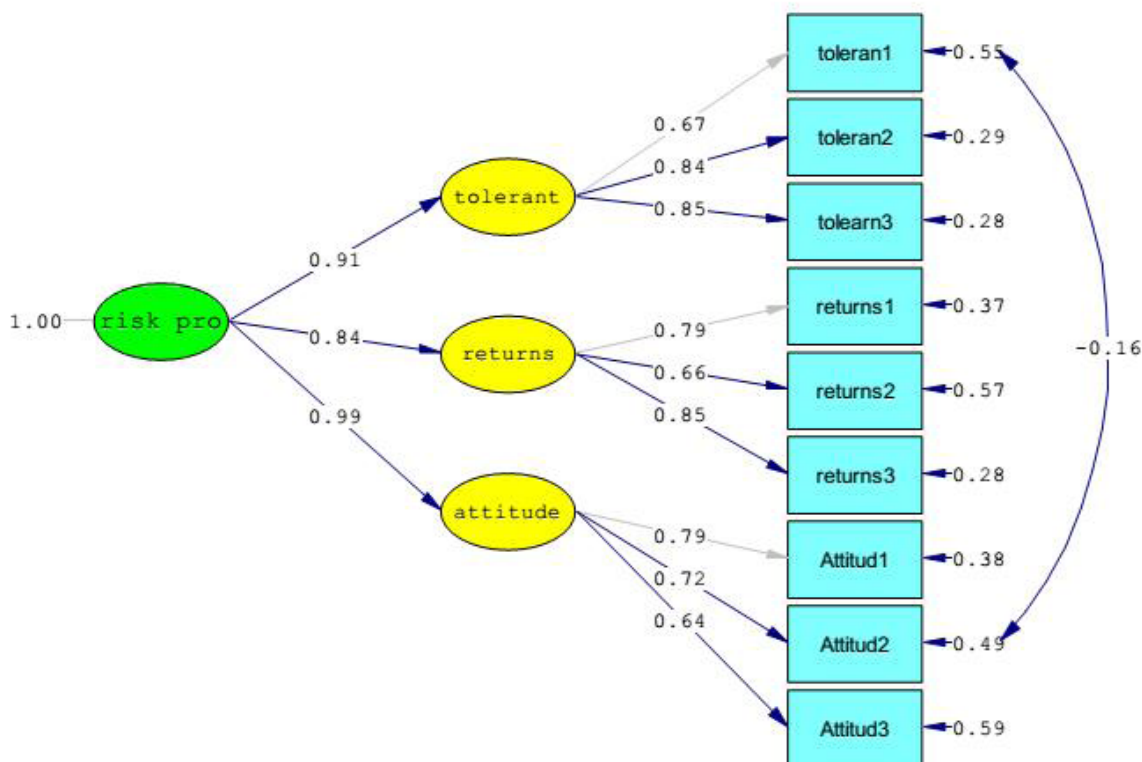 toleran1
0.55
0.67
toleran2
0.29
0.84
tolerant
0.85
tolearn3
0.28
0.91
returns1
0.37
1.00
risk pro
0.79
0.84
returns
0.66
returns2
0.57
-0.16
0.85
0.99
returns3
0.28
attitude
0.79
Attitud1
0.38
0.72
0.64
Attitud2
0.49
Attitud3
0.59